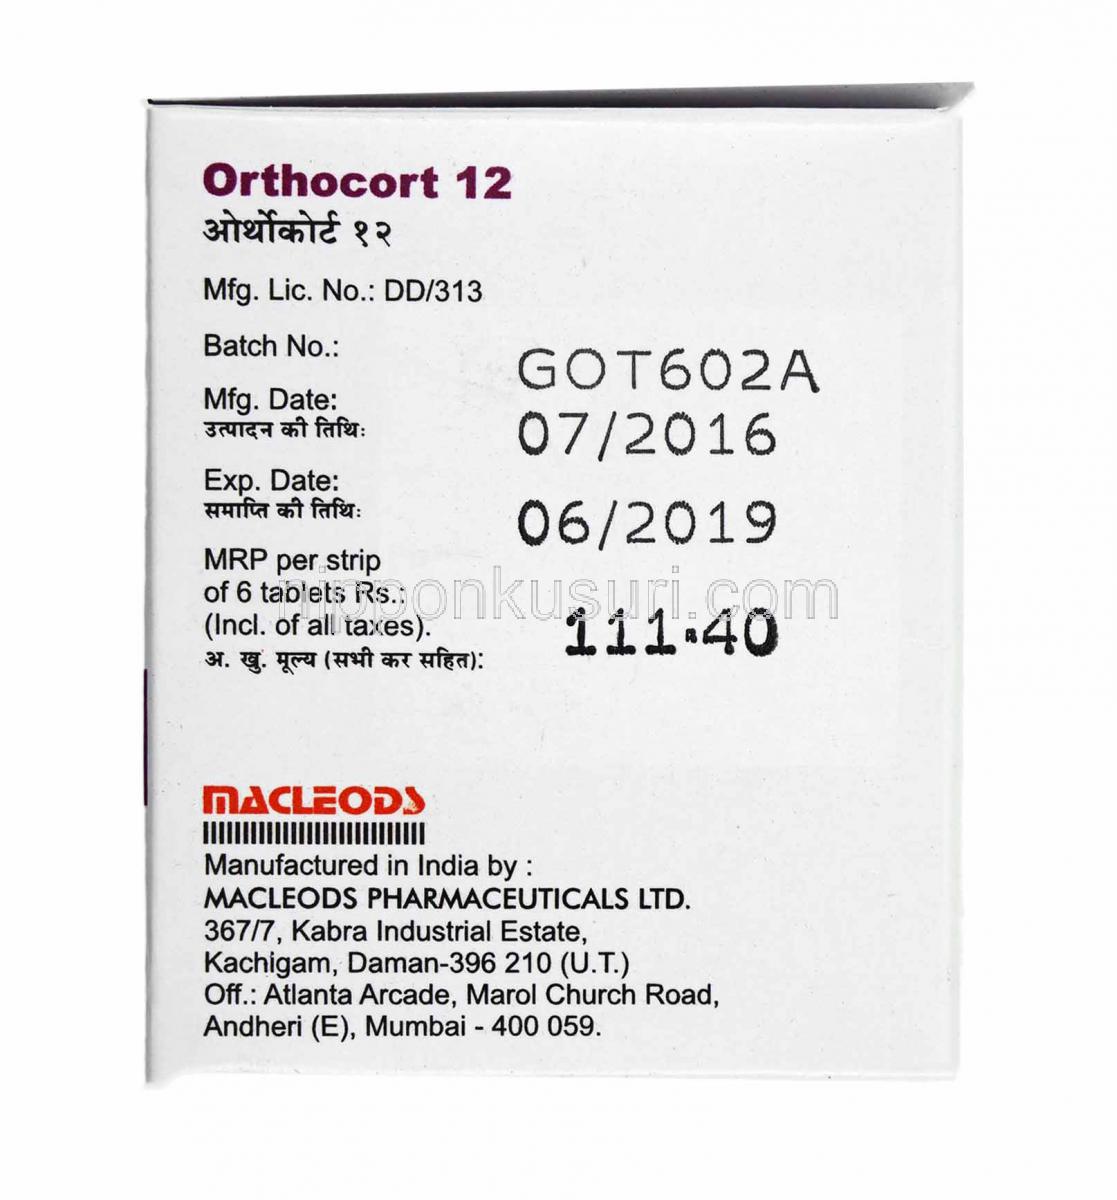 Orthocort 12
ओर्थोकोर्ट १२
Mfg. Lic. No.: DD/313
Batch No.: GOT602A
Mfg. Date: 07/2016
उत्पादन की तिथिः
Exp. Date: 06/2019
समाप्ति की तिथिः
MRP per strip
of 6 tablets Rs.:
nipponkusuri.com
(Incl. of all taxes). 111.40
अ. खु. मूल्य (सभी कर सहित):
MACLEODS
Manufactured in India by :
MACLEODS PHARMACEUTICALS LTD.
367/7, Kabra Industrial Estate,
Kachigam, Daman-396 210 (U.T.)
Off.: Atlanta Arcade, Marol Church Road,
Andheri (E), Mumbai - 400 059.